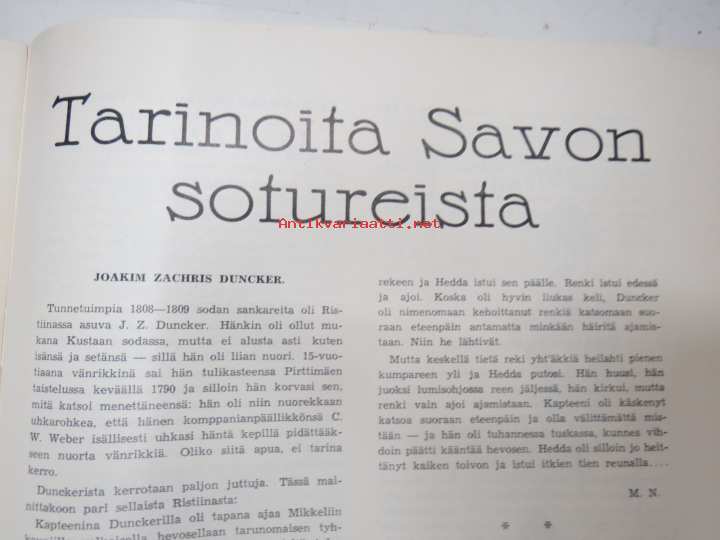 Tarinoita Savon
sotureista
Antikvariaatti.net
JOAKIM ZACHRIS DUNCKER.
Tunnetuimpia 1808—1809 sodan sankareita oli Ris-
tiinassa asuva J. Z. Duncker. Hänkin oli ollut mu-
kana Kustaan sodassa, mutta ei alusta asti kuten
isänsä ja setänsä — sillä hän oli liian nuori. 15-vuo-
tiaana vänrikkinä sai hän tulikasteensa Pirttimäen
taistelussa keväällä 1790 ja silloin hän korvasi sen,
mitä katsoi menettäneensä: hän oli niin nuorekkaan
uhkarohkea, että hänen komppanianpäällikkönsä C.
W. Weber isällisesti uhkasi häntä kepillä pidättääk-
seen nuorta vänrikkiä. Oliko siitä apua, ei tarina
kerro.
Dunckerista kerrotaan paljon juttuja. Tässä mai-
nittakoon pari sellaista Ristiinasta:
Kapteenina Dunckerilla oli tapana ajaa Mikkeliin
hevosellaan tarunomaisen tyh-
rekeen ja Hedda istui sen päälle. Renki istui edessä
ja ajoi. Koska oli hyvin liukas keli, Duncker
oli nimenomaan kehoittanut renkiä katsomaan suo-
raan eteenpäin antamatta minkään häiritä ajamis-
taan. Niin he lähtivät.
Mutta keskellä tietä reki yht'äkkiä heilahti pienen
kumpareen yli ja Hedda putosi. Hän huusi, hän
juoksi lumisohjossa reen jäljessä, hän kirkui, mutta
renki vain ajoi ajamistaan. Kapteeni oli käskenyt
katsoa suoraan eteenpäin ja olla välittämättä mis-
tään — ja hän oli tuhannessa tuskassa, kunnes vih-
doin päätti kääntää hevosen. Hedda oli silloin jo heit-
tänyt kaiken toivon ja istui itkien tien reunalla....
M. N.
* *